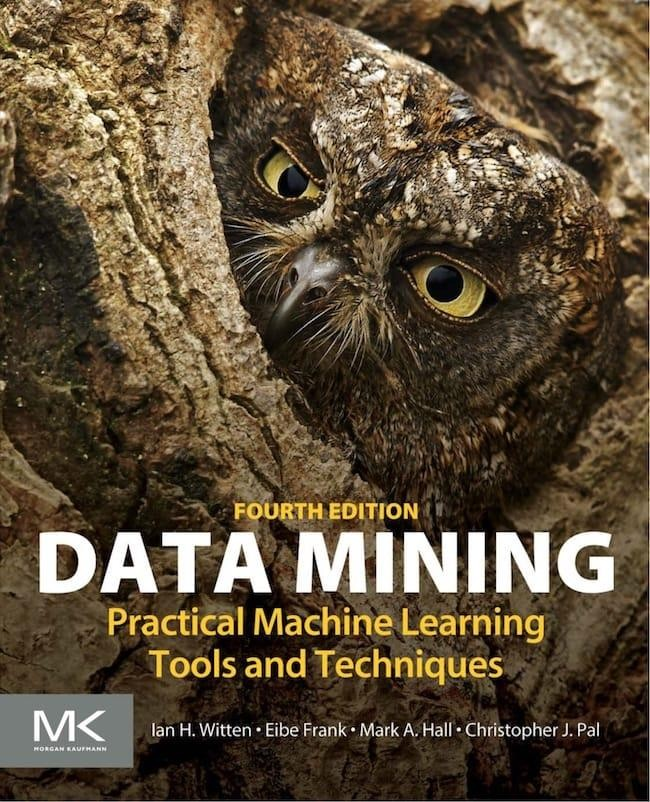 FOURTH EDITION
DATA MINING
Practical Machine Learning
Tools and Techniques
MK
MORGAN KAUFMANN
Ian H. Witten • Eibe Frank • Mark A. Hall • Christopher J. Pal